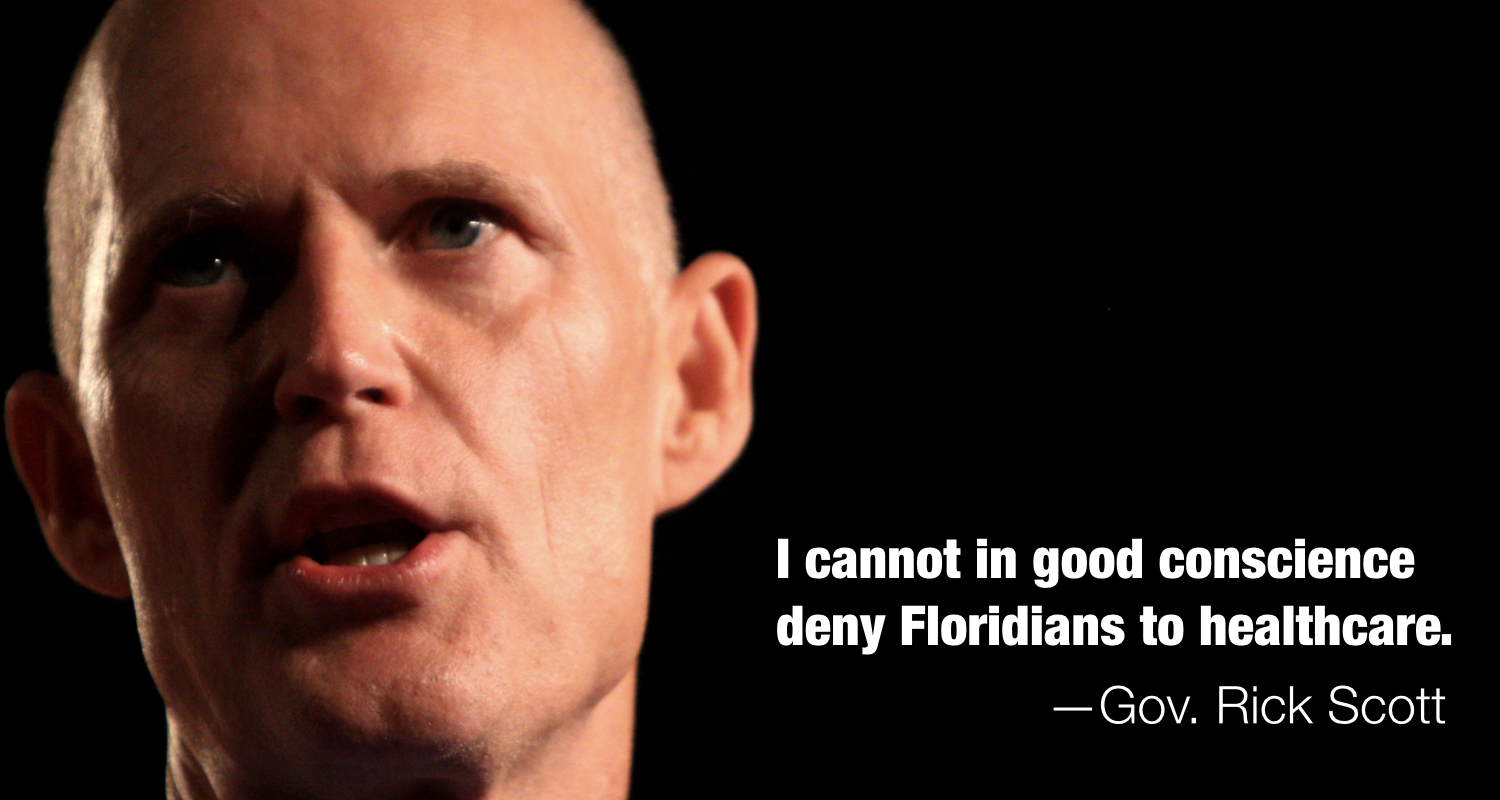 I cannot in good conscience
deny Floridians to healthcare.
—Gov. Rick Scott